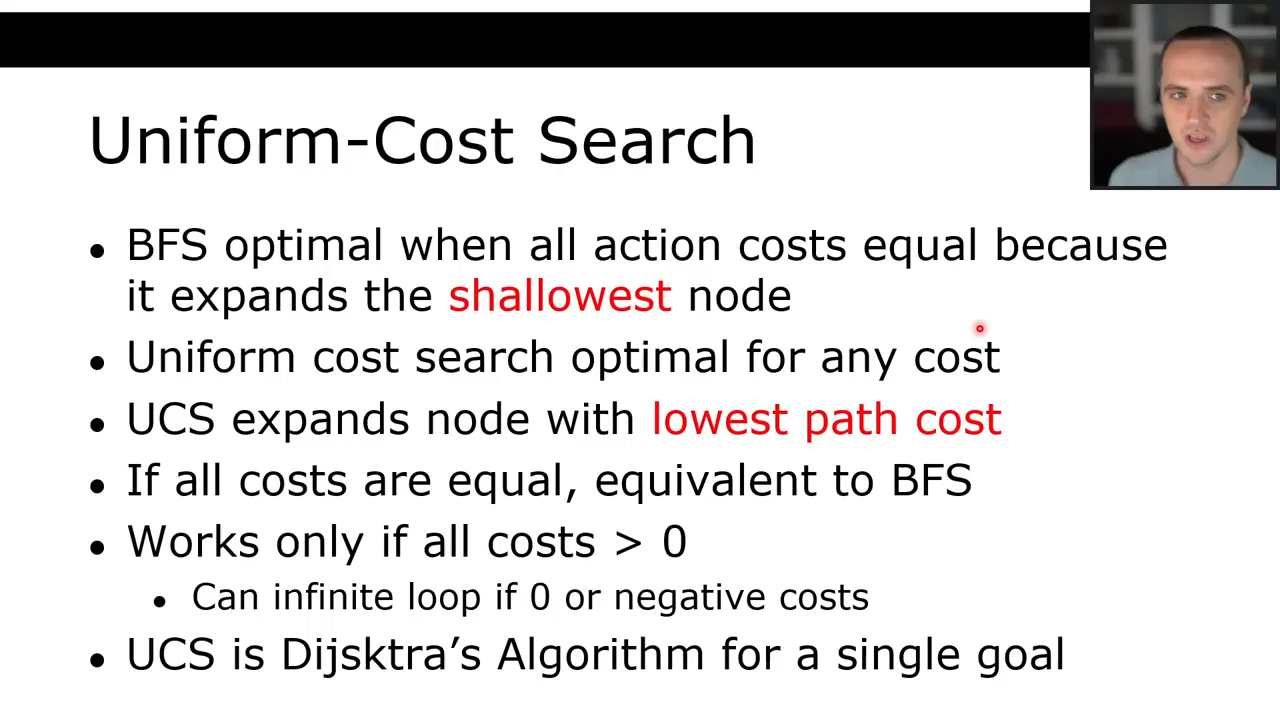 Uniform-Cost Search
• BFS optimal when all action costs equal because
it expands the shallowest node
• Uniform cost search optimal for any cost
• UCS expands node with lowest path cost
• If all costs are equal, equivalent to BFS
• Works only if all costs > 0
• Can infinite loop if 0 or negative costs
• UCS is Dijsktra’s Algorithm for a single goal